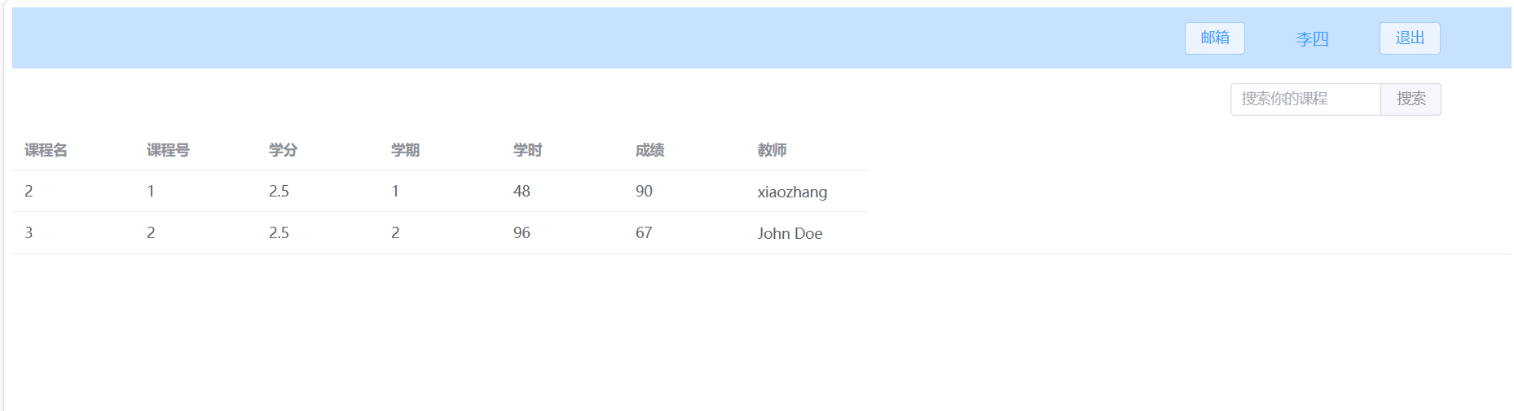 邮箱 李四 退出
搜索你的课程 搜索
课程名 课程号 学分 学期 学时 成绩 教师
2 1 2.5 1 48 90 xiaozhang
3 2 2.5 2 96 67 John Doe